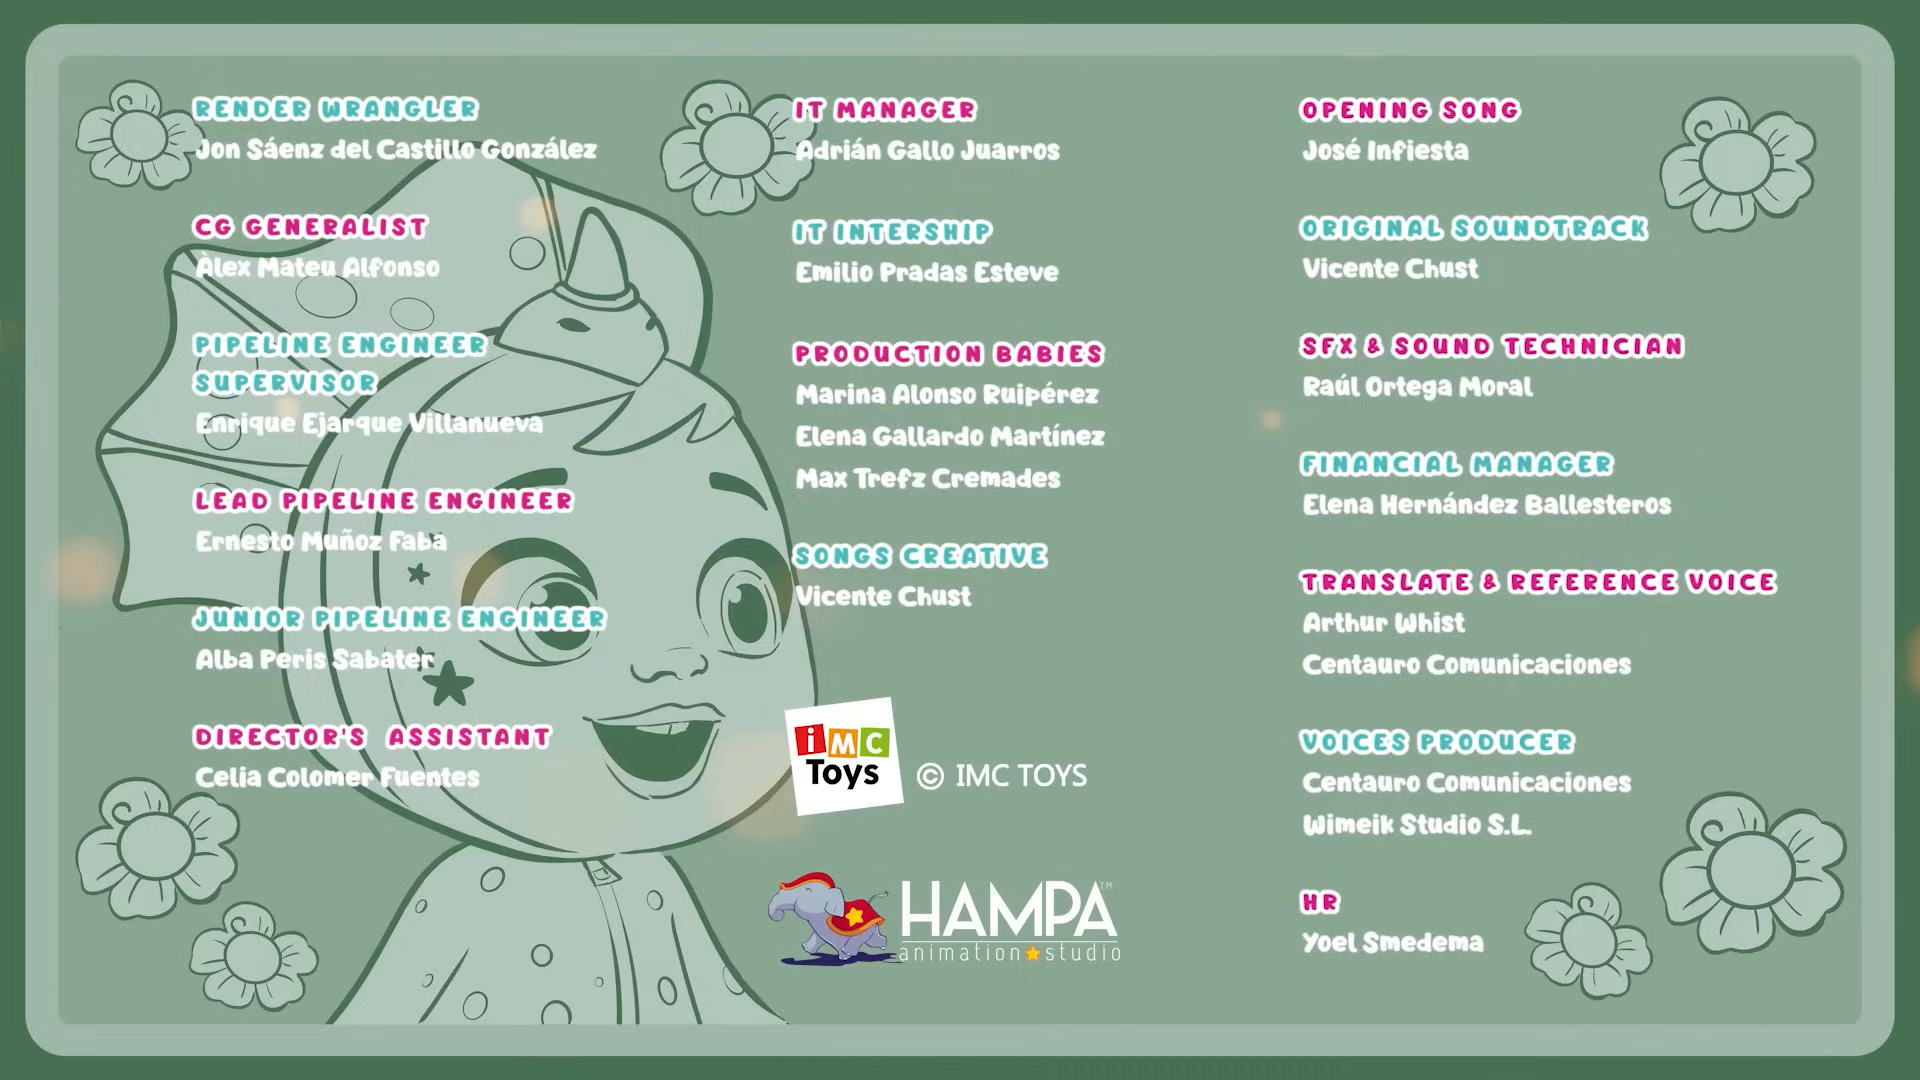 RENDER WRANGLER
Jon Sáenz del Castillo González
CG GENERALIST
Àlex Mateu Alfonso
PIPELINE ENGINEER
SUPERVISOR
Enrique Ejarque Villanueva
LEAD PIPELINE ENGINEER
Ernesto Muñoz Faba
JUNIOR PIPELINE ENGINEER
Alba Peris Sabater
DIRECTOR'S ASSISTANT
Celia Colomer Fuentes
IT MANAGER
Adrián Gallo Juarros
IT INTERSHIP
Emilio Pradas Esteve
PRODUCTION BABIES
Marina Alonso Ruipérez
Elena Gallardo Martínez
Max Trefz Cremades
SONGS CREATIVE
Vicente Chust
iMC
Toys
© IMC TOYS
HAMPA™
animation studio
OPENING SONG
José Infiesta
ORIGINAL SOUNDTRACK
Vicente Chust
SFX & SOUND TECHNICIAN
Raúl Ortega Moral
FINANCIAL MANAGER
Elena Hernández Ballesteros
TRANSLATE & REFERENCE VOICE
Arthur Whist
Centauro Comunicaciones
VOICES PRODUCER
Centauro Comunicaciones
Wimeik Studio S.L.
HR
Yoel Smedema